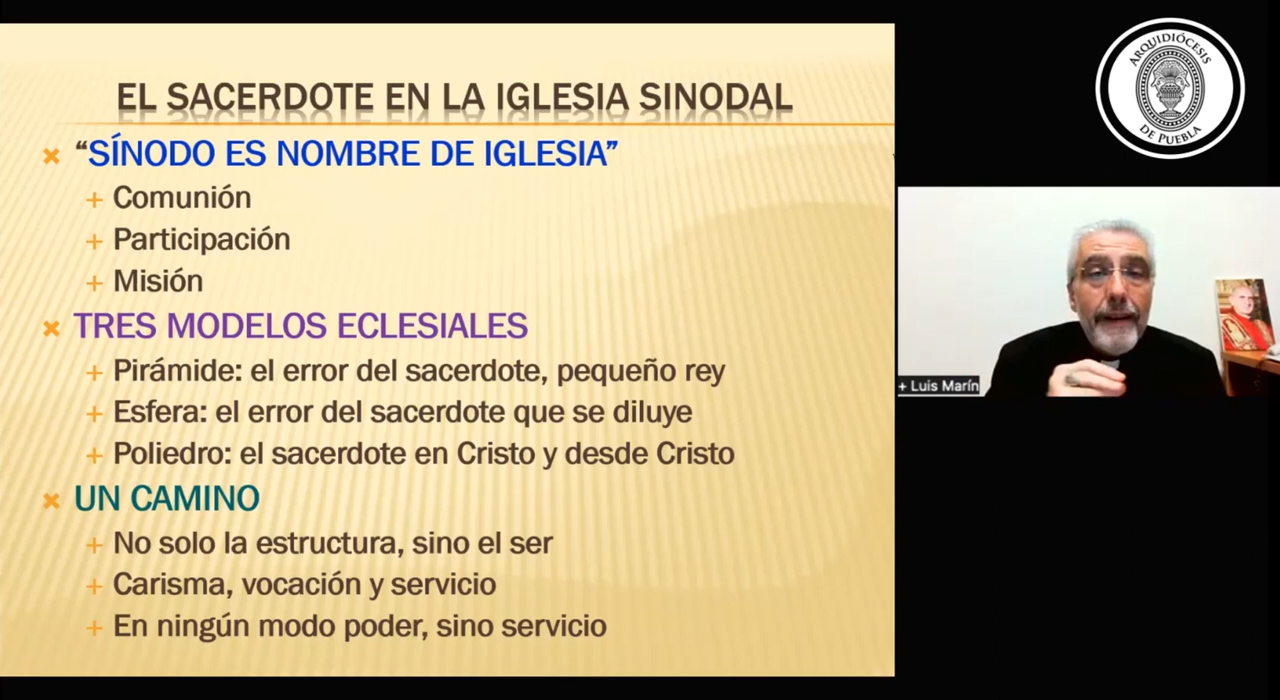 EL SACERDOTE EN LA IGLESIA SINODAL
“SÍNODO ES NOMBRE DE IGLESIA”
Comunión
Participación
Misión
TRES MODELOS ECLESIALES
Pirámide: el error del sacerdote, pequeño rey
Esfera: el error del sacerdote que se diluye
Poliedro: el sacerdote en Cristo y desde Cristo
UN CAMINO
No solo la estructura, sino el ser
Carisma, vocación y servicio
En ningún modo poder, sino servicio
ARQUIDIÓCESIS
DE PUEBLA
+ Luis Marín